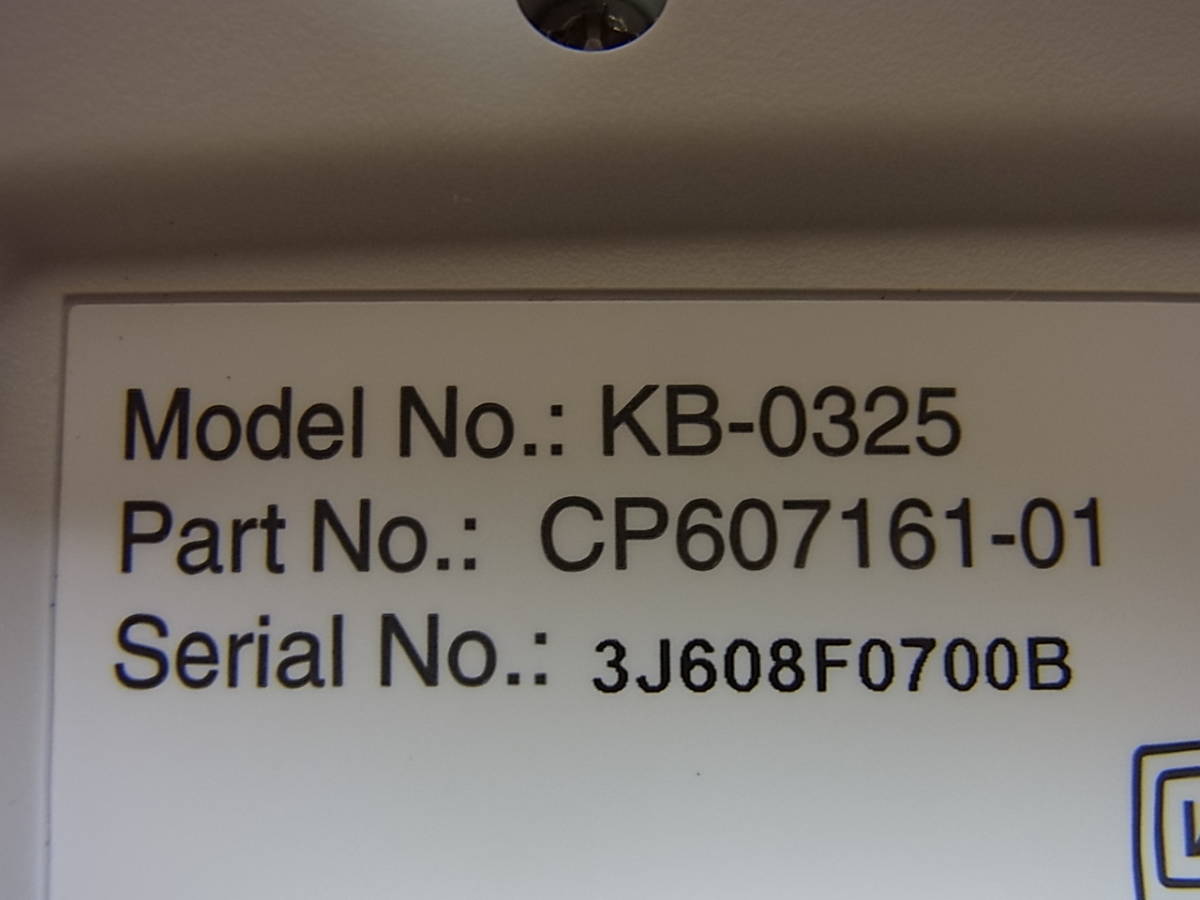 Model No.: KB-0325
Part No.: CP607161-01
Serial No.: 3J608F0700B